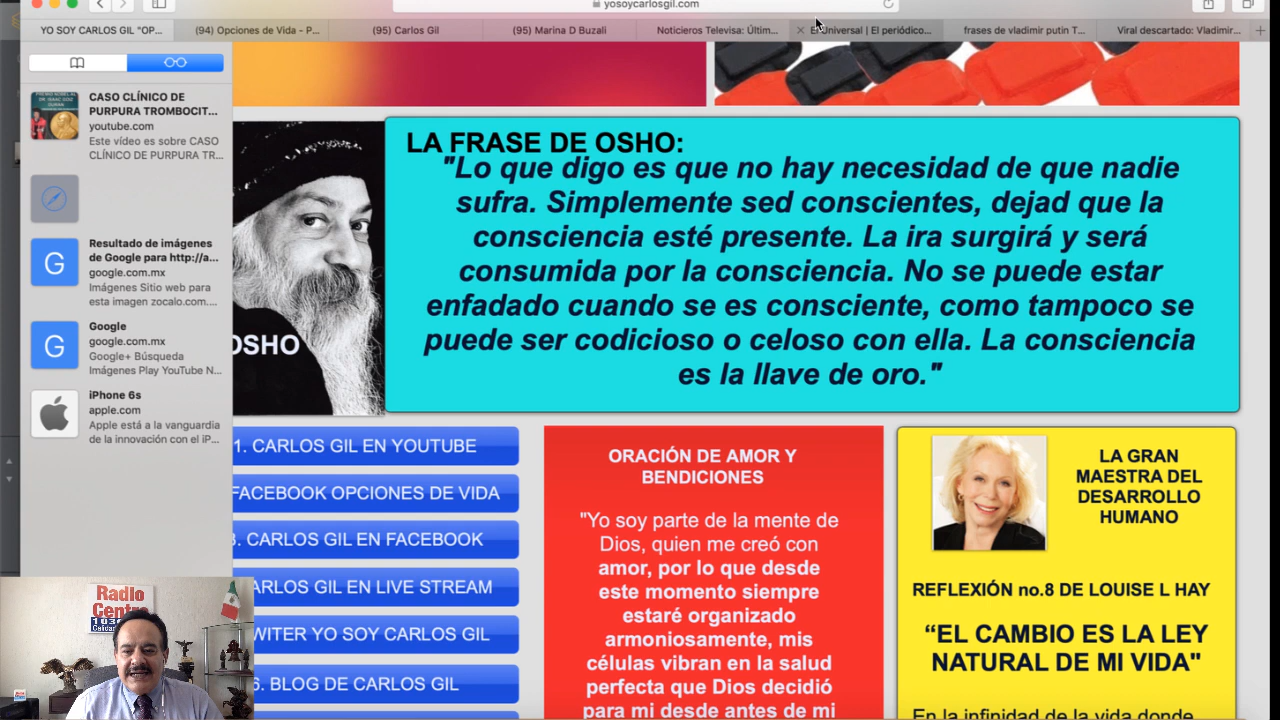 yosoycarlosgil.com
YO SOY CARLOS GIL "OP...
(94) Opciones de Vida - P...
(95) Carlos Gil
(95) Marina D Buzali
Noticieros Televisa: Últim...
Universal | El periódico...
frases de vladimir putin T...
Viral descartado: Vladimir...
CASO CLÍNICO DE
PURPURA TROMBOCIT...
youtube.com
Este vídeo es sobre CASO
CLÍNICO DE PURPURA TR...
Resultado de imágenes
de Google para http://a...
google.com.mx
Imágenes Sitio web para
esta imagen zocalo.com....
Google
google.com.mx
Google+ Búsqueda
Imágenes Play YouTube N...
iPhone 6s
apple.com
Apple está a la vanguardia
de la innovación con el iP...
OSHO
LA FRASE DE OSHO:
"Lo que digo es que no hay necesidad de que nadie
sufra. Simplemente sed conscientes, dejad que la
consciencia esté presente. La ira surgirá y será
consumida por la consciencia. No se puede estar
enfadado cuando se es consciente, como tampoco se
puede ser codicioso o celoso con ella. La consciencia
es la llave de oro."
1. CARLOS GIL EN YOUTUBE
FACEBOOK OPCIONES DE VIDA
3. CARLOS GIL EN FACEBOOK
CARLOS GIL EN LIVE STREAM
TWITER YO SOY CARLOS GIL
6. BLOG DE CARLOS GIL
ORACIÓN DE AMOR Y
BENDICIONES
"Yo soy parte de la mente de
Dios, quien me creó con
amor, por lo que desde
este momento siempre
estaré organizado
armoniosamente, mis
células vibran en la salud
perfecta que Dios decidió
para mi desde antes de mi
LA GRAN
MAESTRA DEL
DESARROLLO
HUMANO
REFLEXIÓN no.8 DE LOUISE L HAY
“EL CAMBIO ES LA LEY
NATURAL DE MI VIDA"
En la infinidad de la vida donde
Radio
Centro